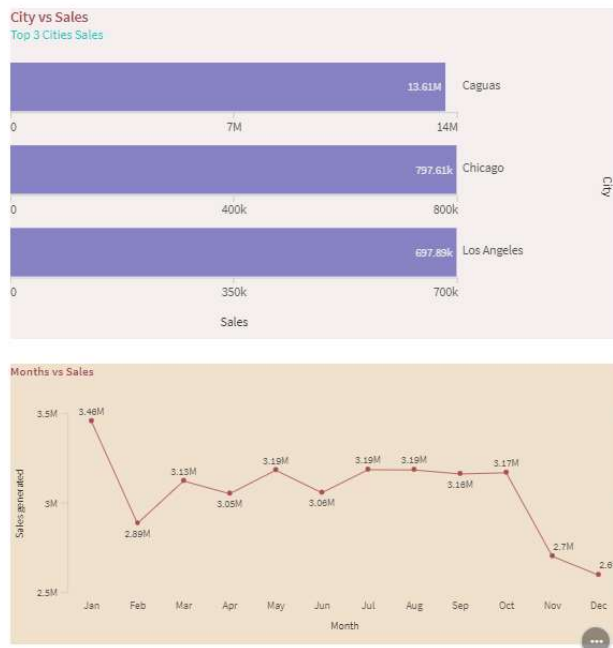 City vs Sales
Top 3 Cities Sales
13.61M Caguas
0 7M 14M
797.61k Chicago
0 400k 800k
697.89k Los Angeles
0 350k 700k
City
Sales
Months vs Sales
Sales generated
3.5M
3M
2.5M
3.46M
2.89M
3.13M
3.05M
3.19M
3.06M
3.19M
3.19M
3.16M
3.17M
2.7M
2.6
Jan Feb Mar Apr May Jun Jul Aug Sep Oct Nov Dec
Month